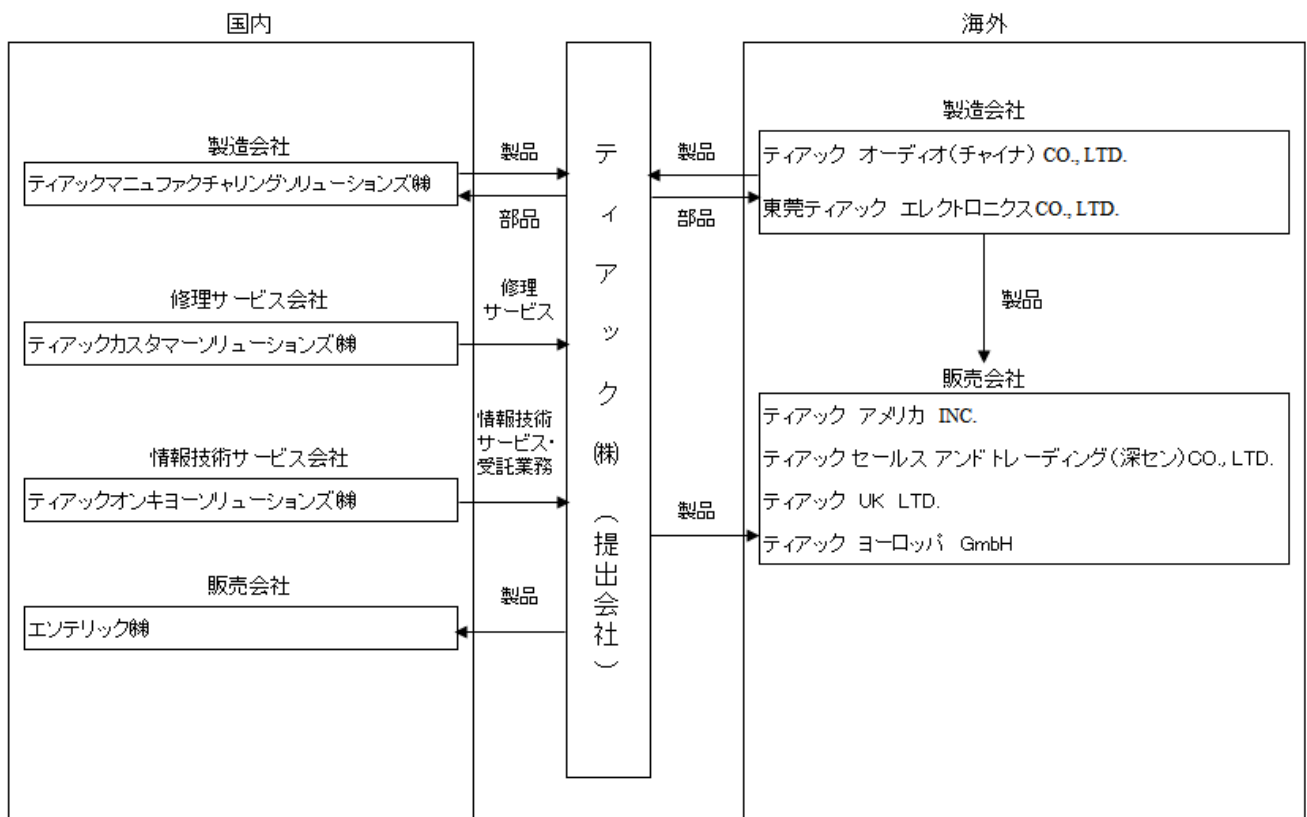 国内
製造会社
ティアックマニュファクチャリングソリューションズ㈱
修理サービス会社
ティアックカスタマーソリューションズ㈱
情報技術サービス会社
ティアックオンキヨーソリューションズ㈱
販売会社
エソテリック㈱
製品
部品
修理
サービス
情報技術
サービス・
受託業務
製品
ティアック㈱（提出会社）
製品
部品
製品
海外
製造会社
ティアック オーディオ（チャイナ） CO., LTD.
東莞ティアック エレクトロニクスCO., LTD.
製品
販売会社
ティアック アメリカ INC.
ティアック セールス アンド トレーディング（深セン）CO., LTD.
ティアック UK LTD.
ティアック ヨーロッパ GmbH